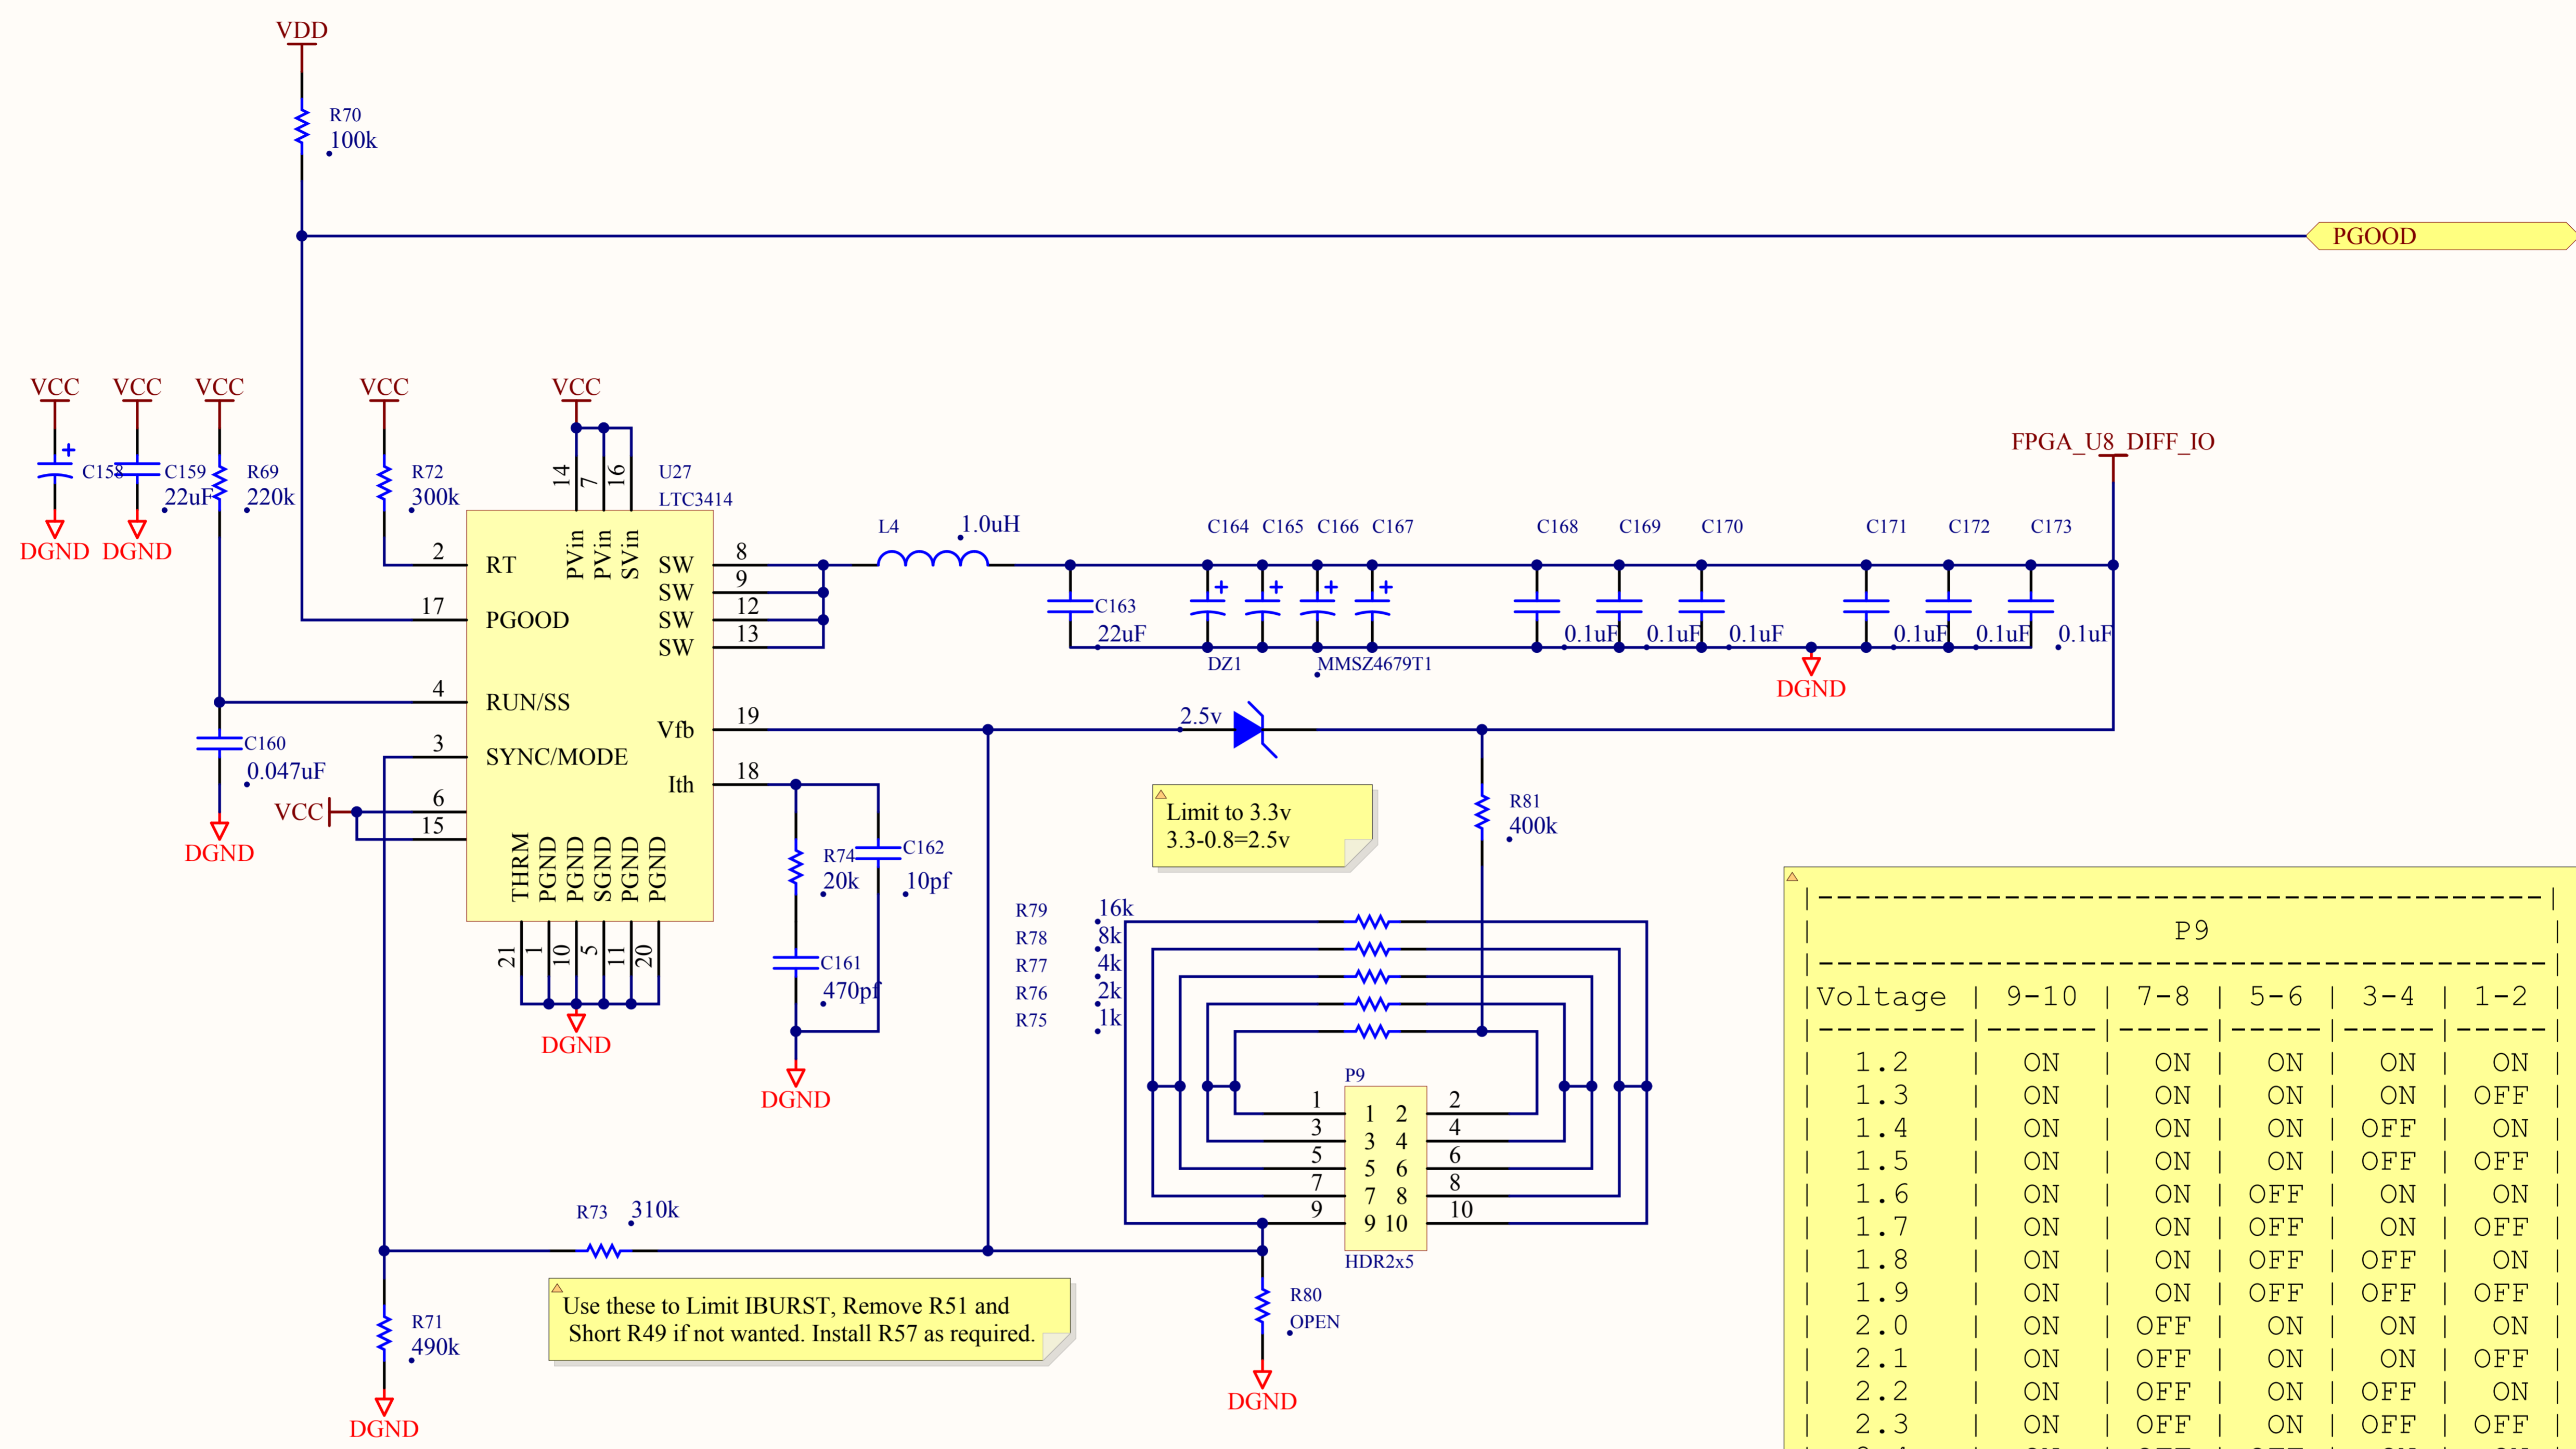 VDD
R70
100k
PGOOD
VCC
VCC
VCC
VCC
VCC
C158
C159
22uF
R69
220k
R72
300k
DGND
DGND
U27
LTC3414
14
7
16
PVin
PVin
SVin
2
RT
17
PGOOD
4
RUN/SS
3
SYNC/MODE
6
15
VCC
SW
8
SW
9
SW
12
SW
13
Vfb
19
Ith
18
THRM
PGND
PGND
SGND
PGND
PGND
21
1
10
5
11
20
DGND
C160
0.047uF
DGND
L4
1.0uH
C163
22uF
C164
C165
C166
C167
C168
C169
C170
C171
C172
C173
0.1uF
0.1uF
0.1uF
0.1uF
0.1uF
0.1uF
FPGA_U8_DIFF_IO
DZ1
MMSZ4679T1
2.5v
DGND
Limit to 3.3v
3.3-0.8=2.5v
R81
400k
R74
20k
C162
10pf
C161
470pf
DGND
R79
16k
R78
8k
R77
4k
R76
2k
R75
1k
P9
1 1 2 2
3 3 4 4
5 5 6 6
7 7 8 8
9 9 10 10
HDR2x5
R73
310k
R71
490k
DGND
Use these to Limit IBURST, Remove R51 and
Short R49 if not wanted. Install R57 as required.
R80
OPEN
DGND
|-----------------------------------|
| P9 |
|-----------------------------------|
|Voltage | 9-10 | 7-8 | 5-6 | 3-4 | 1-2 |
|--------|------|-----|-----|-----|-----|
| 1.2 | ON | ON | ON | ON | ON |
| 1.3 | ON | ON | ON | ON | OFF |
| 1.4 | ON | ON | ON | OFF | ON |
| 1.5 | ON | ON | ON | OFF | OFF |
| 1.6 | ON | ON | OFF | ON | ON |
| 1.7 | ON | ON | OFF | ON | OFF |
| 1.8 | ON | ON | OFF | OFF | ON |
| 1.9 | ON | ON | OFF | OFF | OFF |
| 2.0 | ON | OFF | ON | ON | ON |
| 2.1 | ON | OFF | ON | ON | OFF |
| 2.2 | ON | OFF | ON | OFF | ON |
| 2.3 | ON | OFF | ON | OFF | OFF |